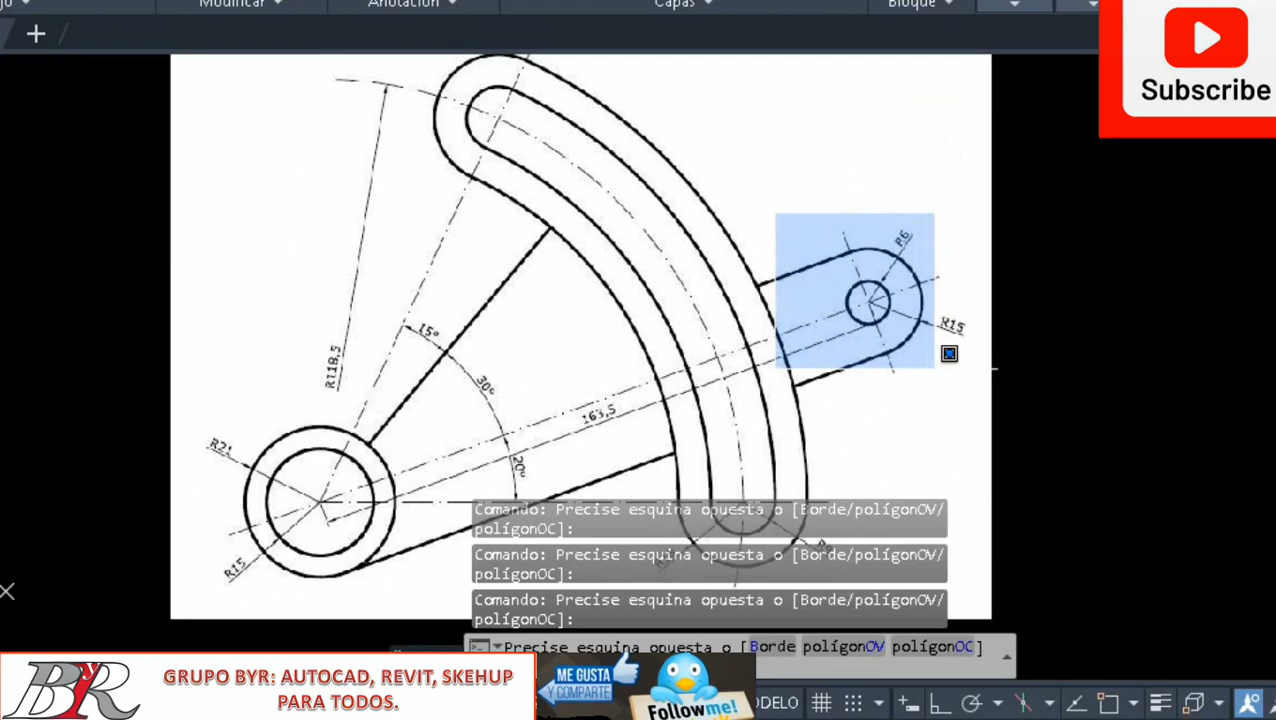 Modificar
Anotación
Capas
Bloque
Subscribe
R6
R15
15°
30°
R118,5
163,5
20°
R21
R15
Comando: Precise esquina opuesta o [Borde/polígonOV/
polígonOC]:
Comando: Precise esquina opuesta o [Borde/polígonOV/
polígonOC]:
Comando: Precise esquina opuesta o [Borde/polígonOV/
polígonOC]:
Precise esquina opuesta o [Borde polígonOV polígonOC]
ByR
GRUPO BYR: AUTOCAD, REVIT, SKEHUP
PARA TODOS.
ME GUSTA
Y COMPARTE
Followme!